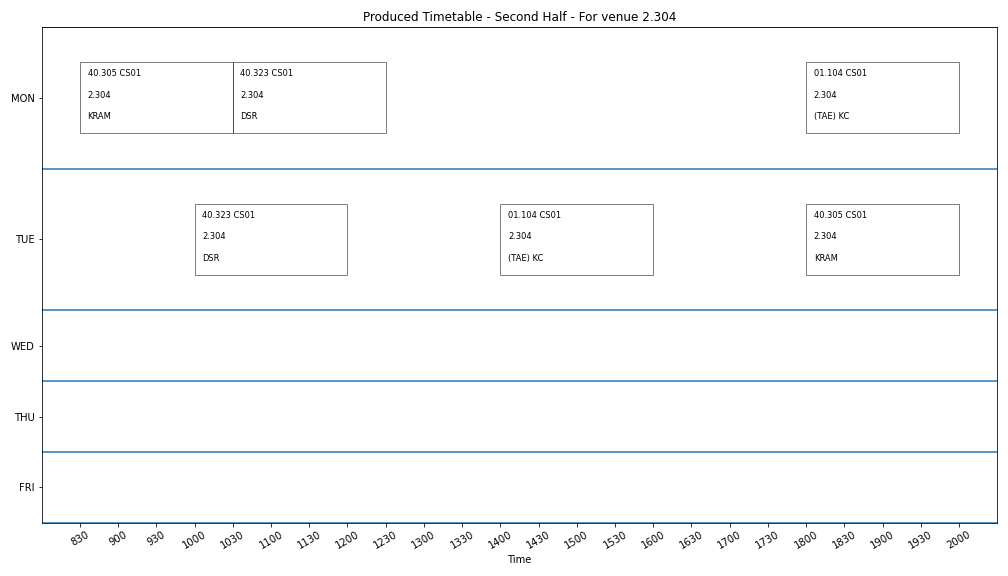 Produced Timetable - Second Half - For venue 2.304
MON
40.305 CS01
2.304
KRAM
40.323 CS01
2.304
DSR
01.104 CS01
2.304
(TAE) KC
TUE
40.323 CS01
2.304
DSR
01.104 CS01
2.304
(TAE) KC
40.305 CS01
2.304
KRAM
WED
THU
FRI
830 900 930 1000 1030 1100 1130 1200 1230 1300 1330 1400 1430 1500 1530 1600 1630 1700 1730 1800 1830 1900 1930 2000
Time